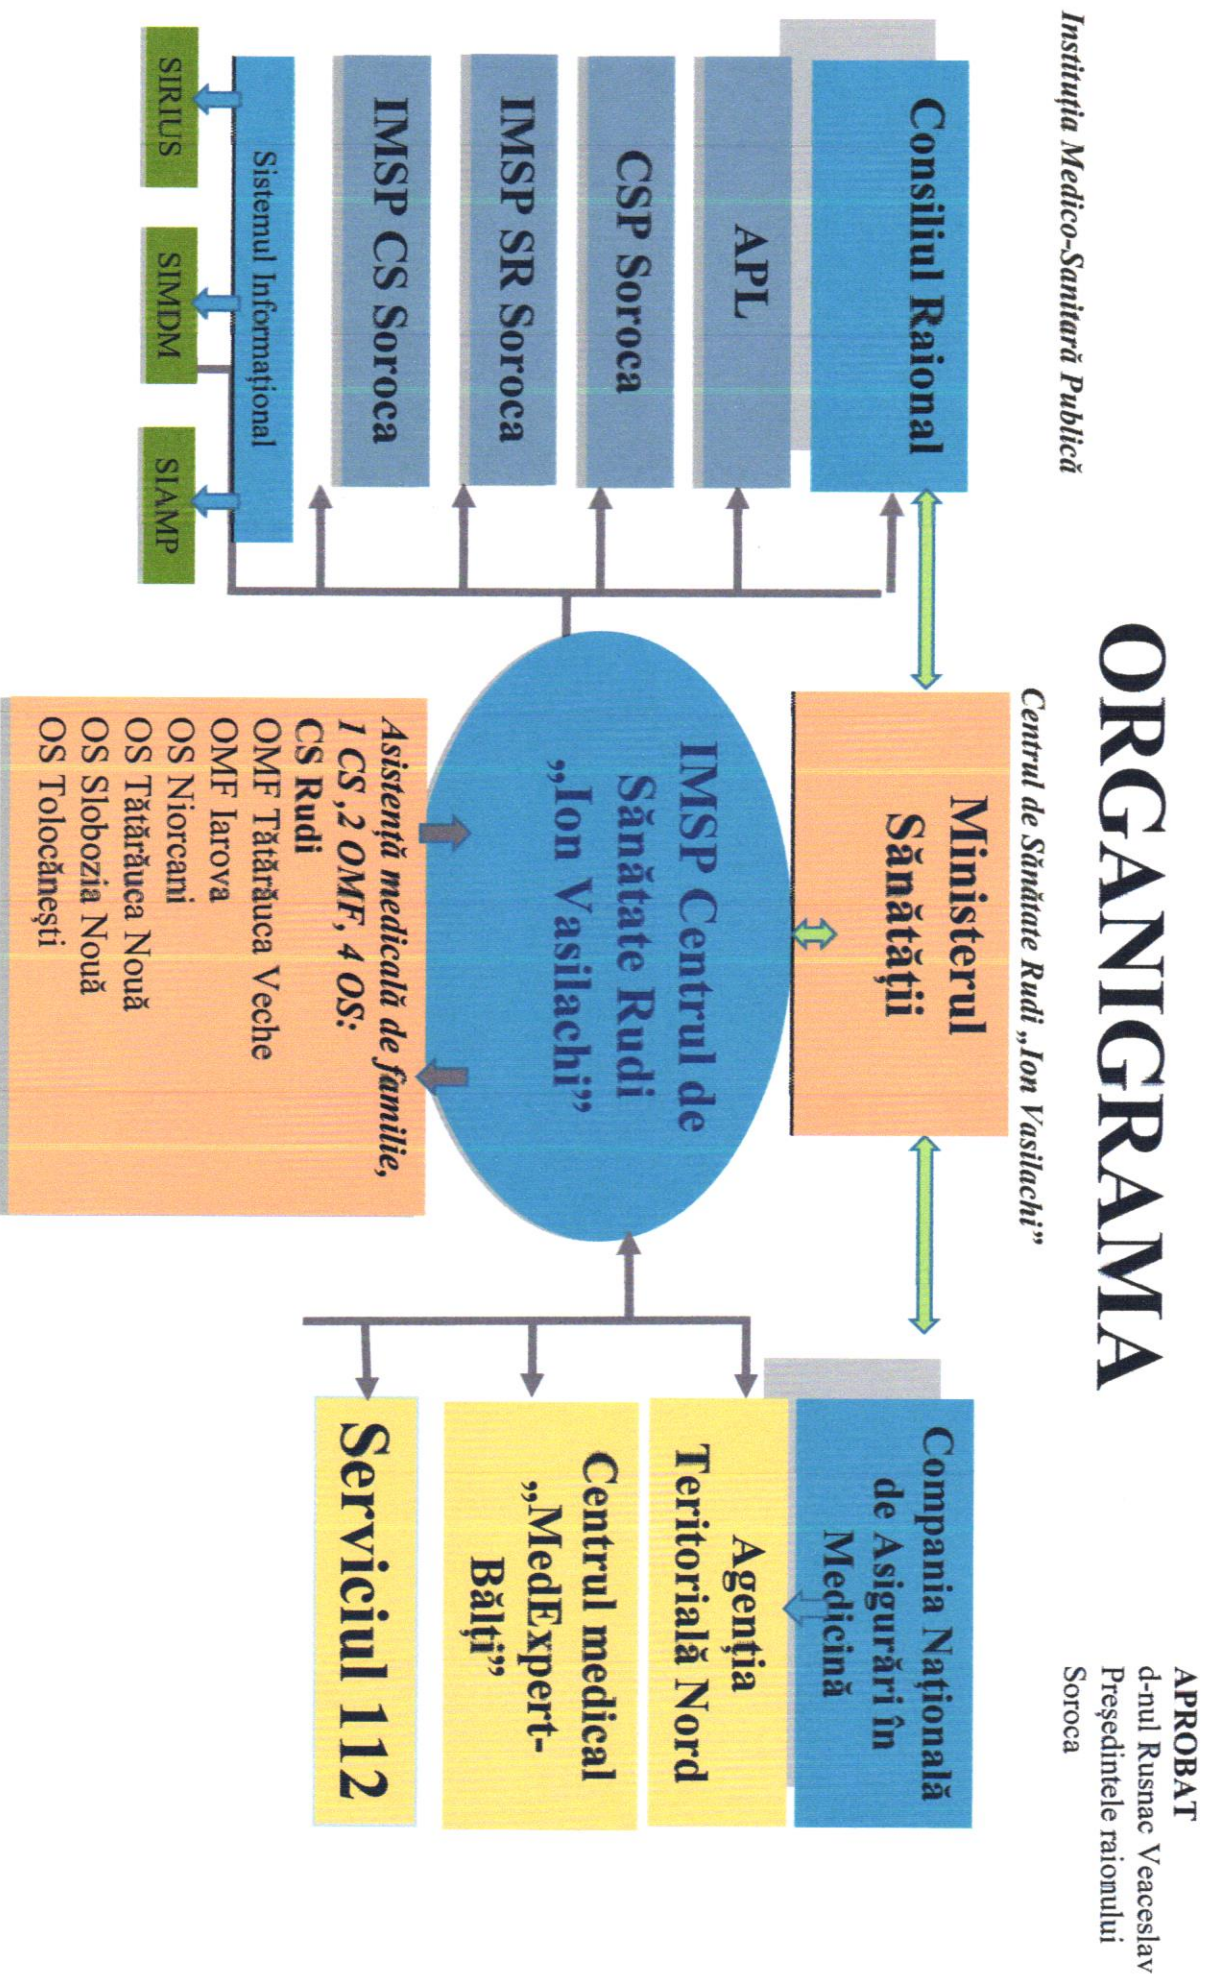 APROBAT
d-nul Rusnac Veaceslav
Președintele raionului
Soroca
ORGANIGRAMA
Instituția Medico-Sanitară Publică
Centrul de Sănătate Rudi „Ion Vasilachi”
Consiliul Raional
APL
CSP Soroca
IMSP SR Soroca
IMSP CS Soroca
Sistemul Informațional
SIRIUS
SIMDM
SIAMP
Ministerul
Sănătății
IMSP Centrul de
Sănătate Rudi
„Ion Vasilachi”
Asistență medicală de familie,
1 CS ,2 OMF, 4 OS:
CS Rudi
OMF Tătărăuca Veche
OMF Iarova
OS Niorcani
OS Tătărăuca Nouă
OS Slobozia Nouă
OS Tolocănești
Compania Națională
de Asigurări în
Medicină
Agenția
Teritorială Nord
Centrul medical
„MedExpert-
Bălți”
Serviciul 112